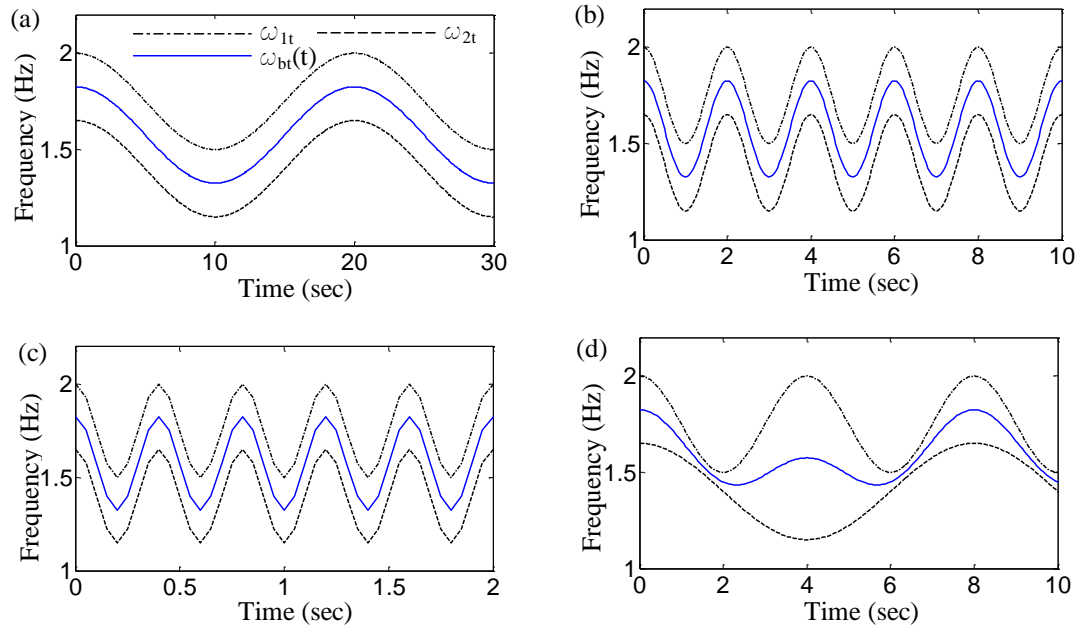 (a)
ω1t ω2t
ωbt(t)
2
1.5
1
Frequency (Hz)
0 10 20 30
Time (sec)
(b)
2
1.5
1
Frequency (Hz)
0 2 4 6 8 10
Time (sec)
(c)
2
1.5
1
Frequency (Hz)
0 0.5 1 1.5 2
Time (sec)
(d)
2
1.5
1
Frequency (Hz)
0 2 4 6 8 10
Time (sec)